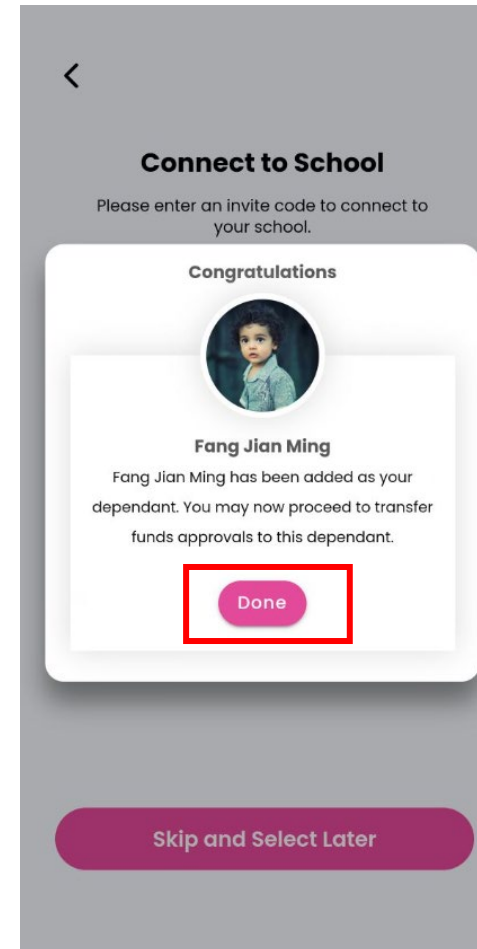 Connect to School
Please enter an invite code to connect to
your school.
Congratulations
Fang Jian Ming
Fang Jian Ming has been added as your
dependant. You may now proceed to transfer
funds approvals to this dependant.
Done
Skip and Select Later